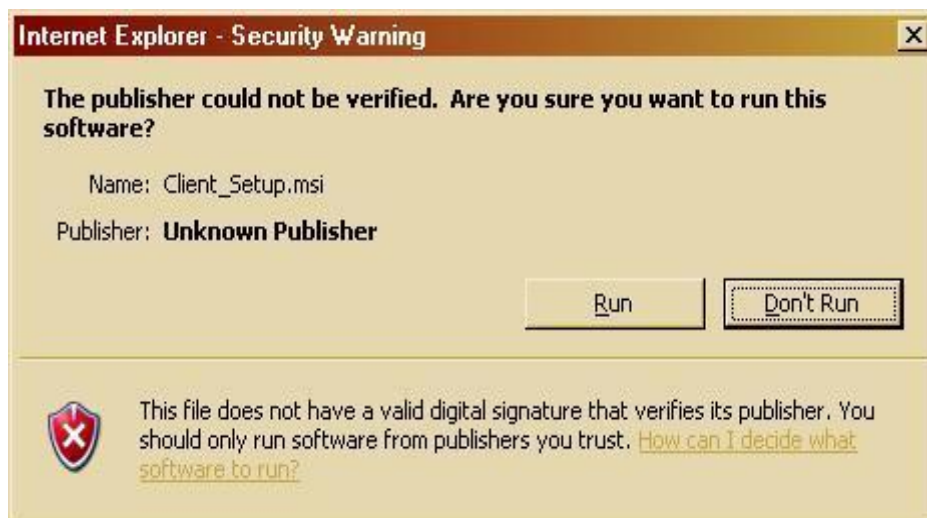 Internet Explorer - Security Warning
The publisher could not be verified. Are you sure you want to run this
software?
Name: Client_Setup.msi
Publisher: Unknown Publisher
Run
Don't Run
This file does not have a valid digital signature that verifies its publisher. You
should only run software from publishers you trust. How can I decide what
software to run?